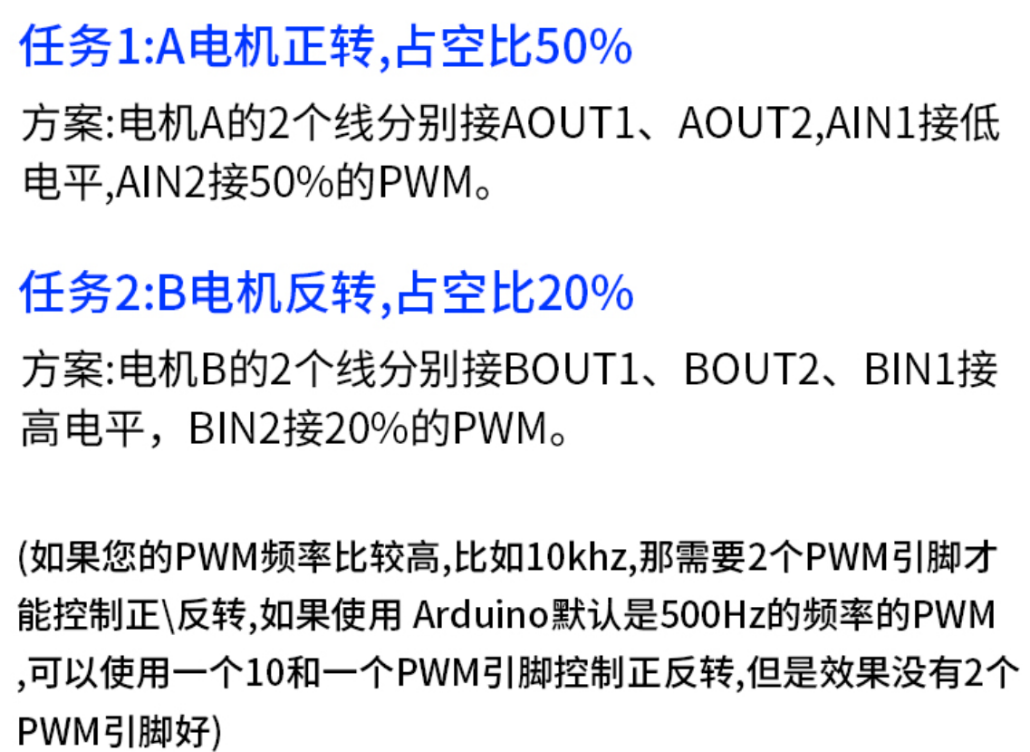 任务1:A电机正转,占空比50%
方案:电机A的2个线分别接AOUT1、AOUT2,AIN1接低
电平,AIN2接50%的PWM。
任务2:B电机反转,占空比20%
方案:电机B的2个线分别接BOUT1、BOUT2、BIN1接
高电平，BIN2接20%的PWM。
(如果您的PWM频率比较高,比如10khz,那需要2个PWM引脚才
能控制正\反转,如果使用 Arduino默认是500Hz的频率的PWM
,可以使用一个10和一个PWM引脚控制正反转,但是效果没有2个
PWM引脚好)